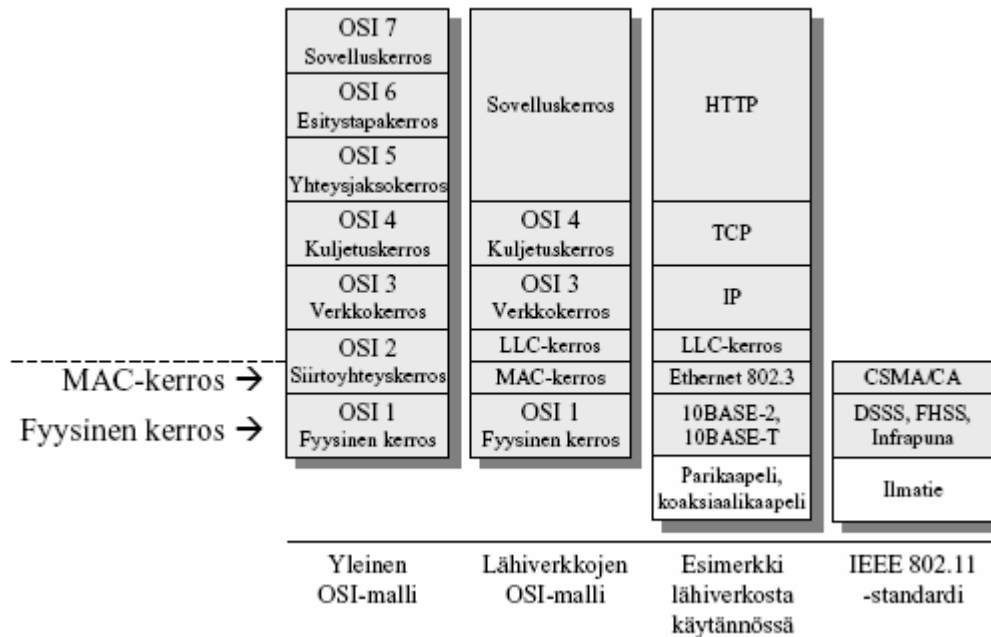 OSI 7
Sovelluskerros
OSI 6
Esitystapakerros
OSI 5
Yhteysjaksokerros
OSI 4
Kuljetuskerros
OSI 3
Verkkokerros
OSI 2
Siirtoyhteyskerros
OSI 1
Fyysinen kerros
Sovelluskerros
OSI 4
Kuljetuskerros
OSI 3
Verkkokerros
LLC-kerros
MAC-kerros
OSI 1
Fyysinen kerros
HTTP
TCP
IP
LLC-kerros
Ethernet 802.3
10BASE-2,
10BASE-T
Parikaapeli,
koaksiaalikaapeli
CSMA/CA
DSSS, FHSS,
Infrapuna
Ilmatie
MAC-kerros →
Fyysinen kerros →
Yleinen
OSI-malli
Lähiverkkojen
OSI-malli
Esimerkki
lähiverkosta
käytännössä
IEEE 802.11
-standardi